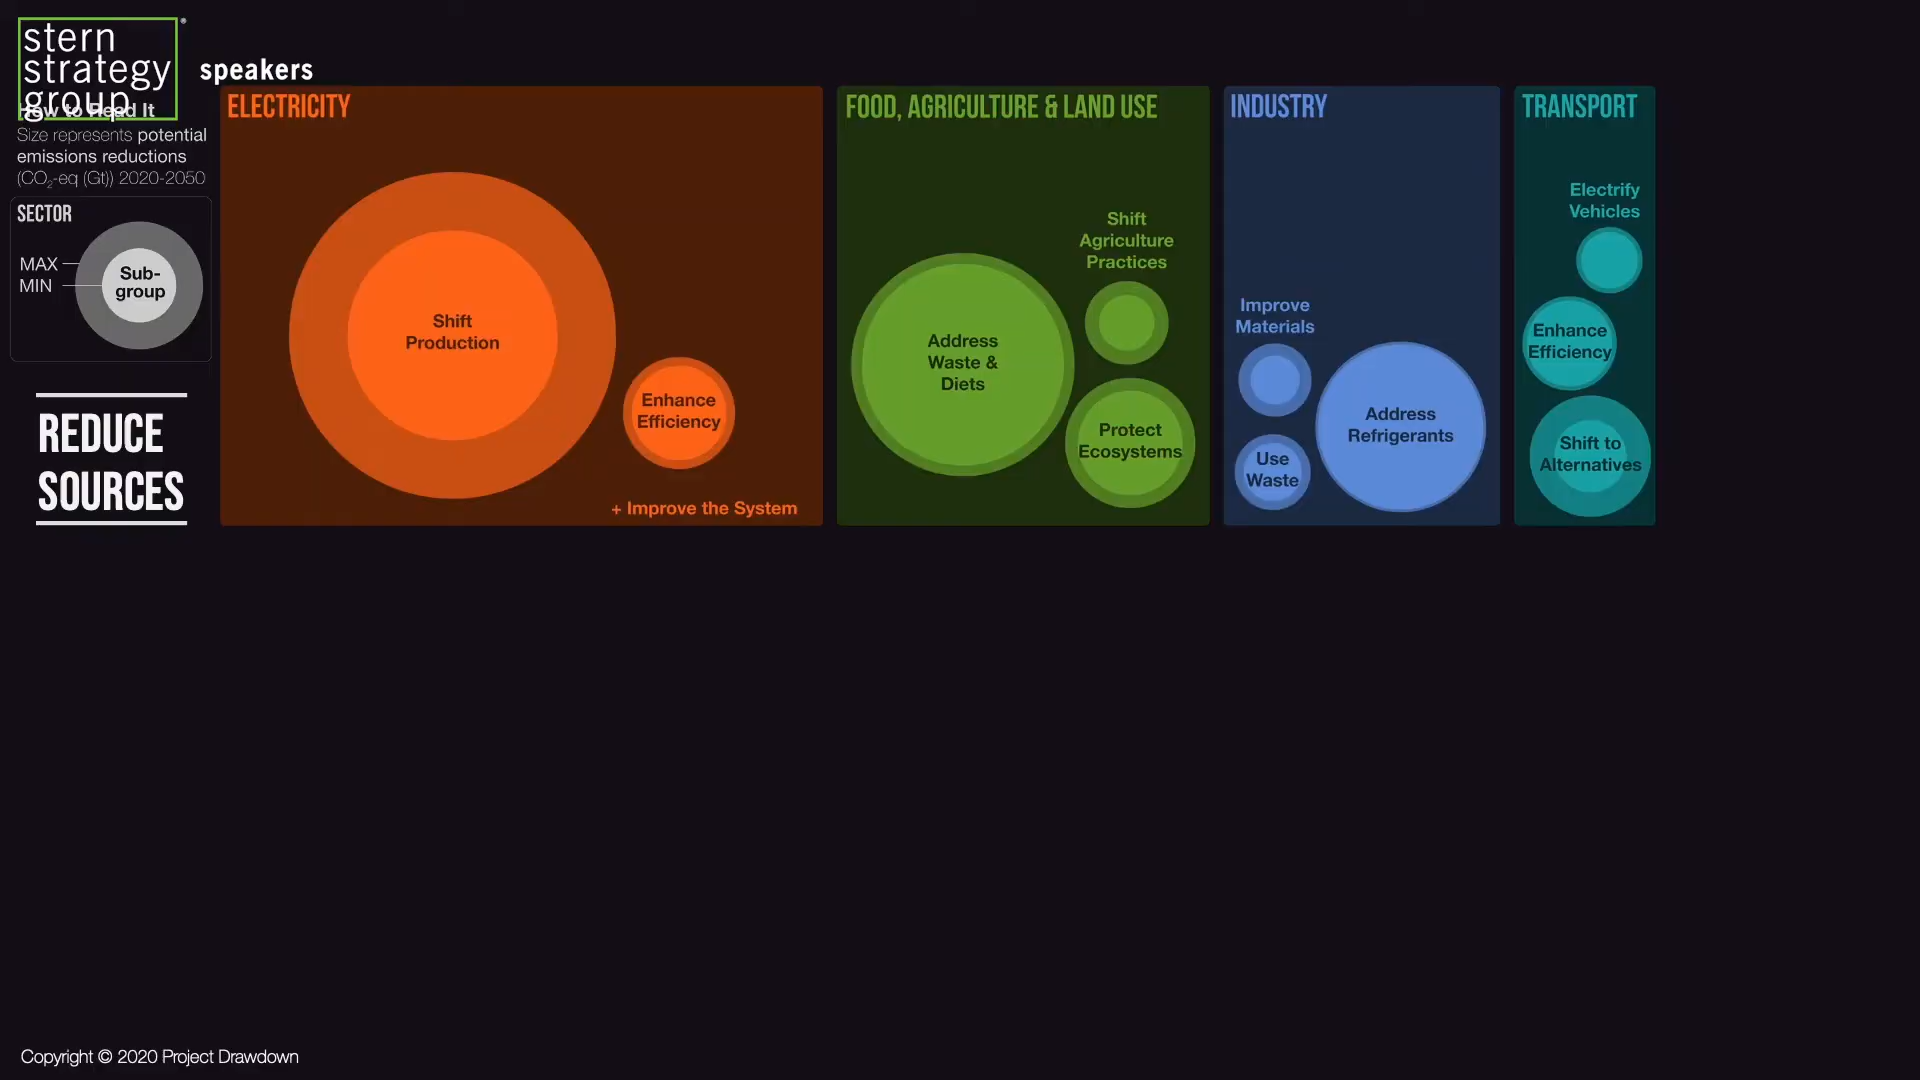 stern
strategy
group
®
speakers
How to Read It
Size represents potential
emissions reductions
(CO₂-eq (Gt)) 2020-2050
SECTOR
MAX
MIN
Sub-
group
REDUCE
SOURCES
ELECTRICITY
Shift
Production
Enhance
Efficiency
+ Improve the System
FOOD, AGRICULTURE & LAND USE
Address
Waste &
Diets
Shift
Agriculture
Practices
Protect
Ecosystems
INDUSTRY
Improve
Materials
Use
Waste
Address
Refrigerants
TRANSPORT
Electrify
Vehicles
Enhance
Efficiency
Shift to
Alternatives
Copyright © 2020 Project Drawdown